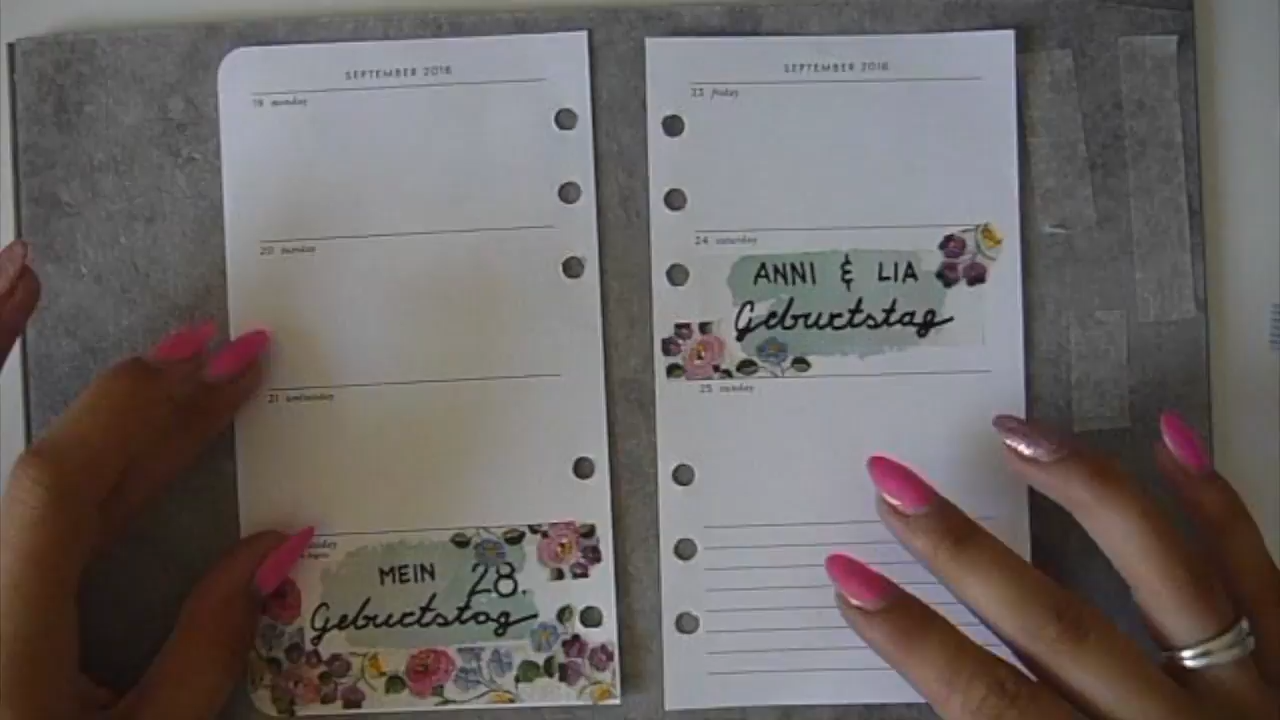 SEPTEMBER 2016
19 monday
20 tuesday
21 wednesday
MEIN 28.
Geburtstag
SEPTEMBER 2016
23 friday
24 saturday
ANNI & LIA
Geburtstag
25 sunday